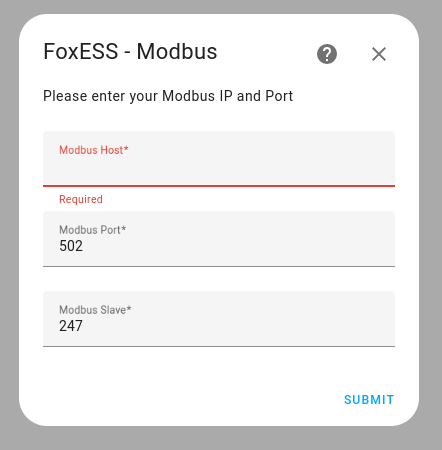 FoxESS - Modbus
Please enter your Modbus IP and Port
Modbus Host*
Required
Modbus Port*
502
Modbus Slave*
247
SUBMIT